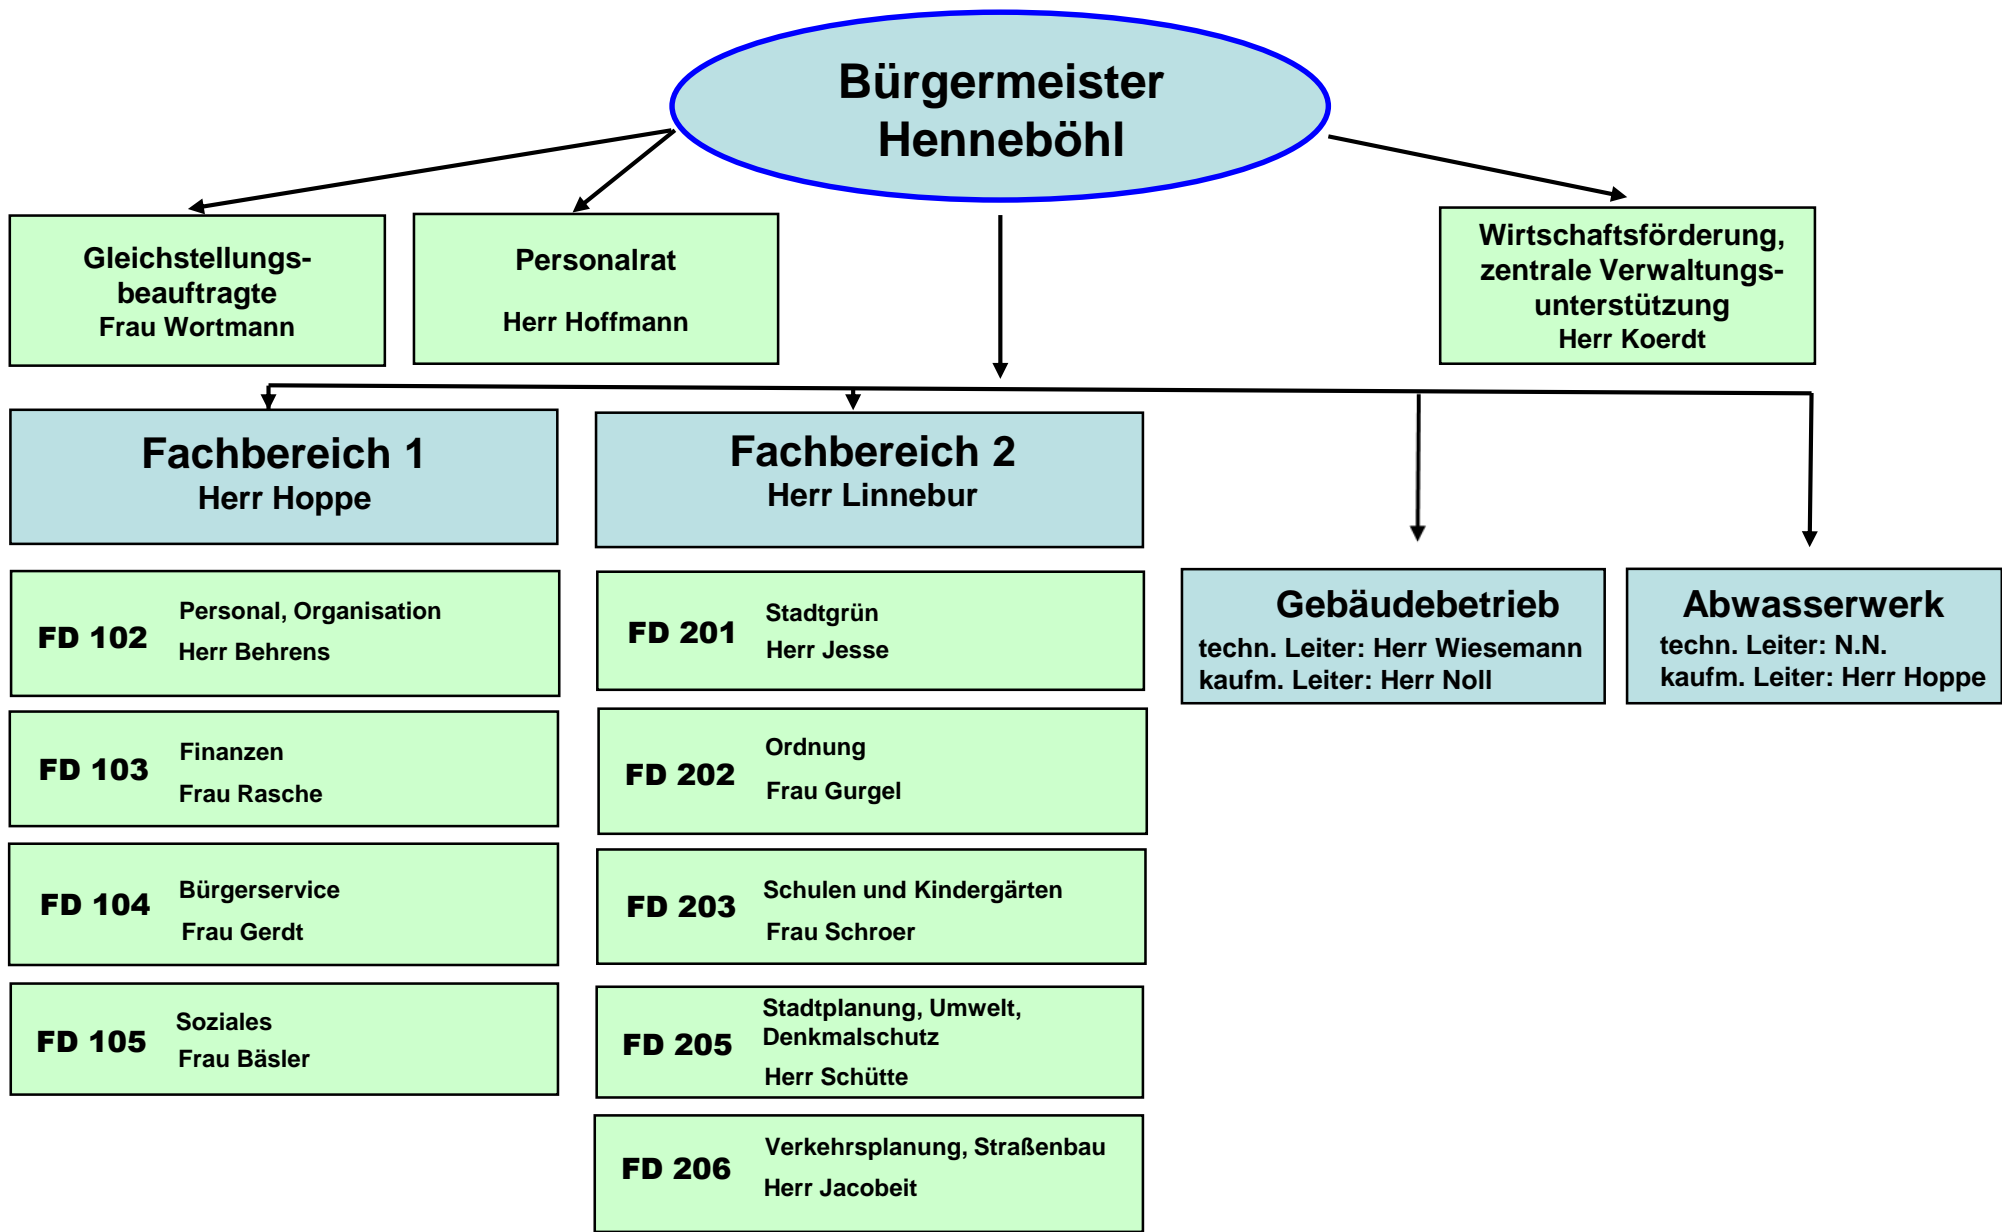 Bürgermeister
Henneböhl
Gleichstellungs-
beauftragte
Frau Wortmann
Personalrat
Herr Hoffmann
Wirtschaftsförderung,
zentrale Verwaltungs-
unterstützung
Herr Koerdt
Fachbereich 1
Herr Hoppe
FD 102
Personal, Organisation
Herr Behrens
FD 103
Finanzen
Frau Rasche
FD 104
Bürgerservice
Frau Gerdt
FD 105
Soziales
Frau Bäsler
Fachbereich 2
Herr Linnebur
FD 201
Stadtgrün
Herr Jesse
FD 202
Ordnung
Frau Gurgel
FD 203
Schulen und Kindergärten
Frau Schroer
FD 205
Stadtplanung, Umwelt,
Denkmalschutz
Herr Schütte
FD 206
Verkehrsplanung, Straßenbau
Herr Jacobeit
Gebäudebetrieb
techn. Leiter: Herr Wiesemann
kaufm. Leiter: Herr Noll
Abwasserwerk
techn. Leiter: N.N.
kaufm. Leiter: Herr Hoppe